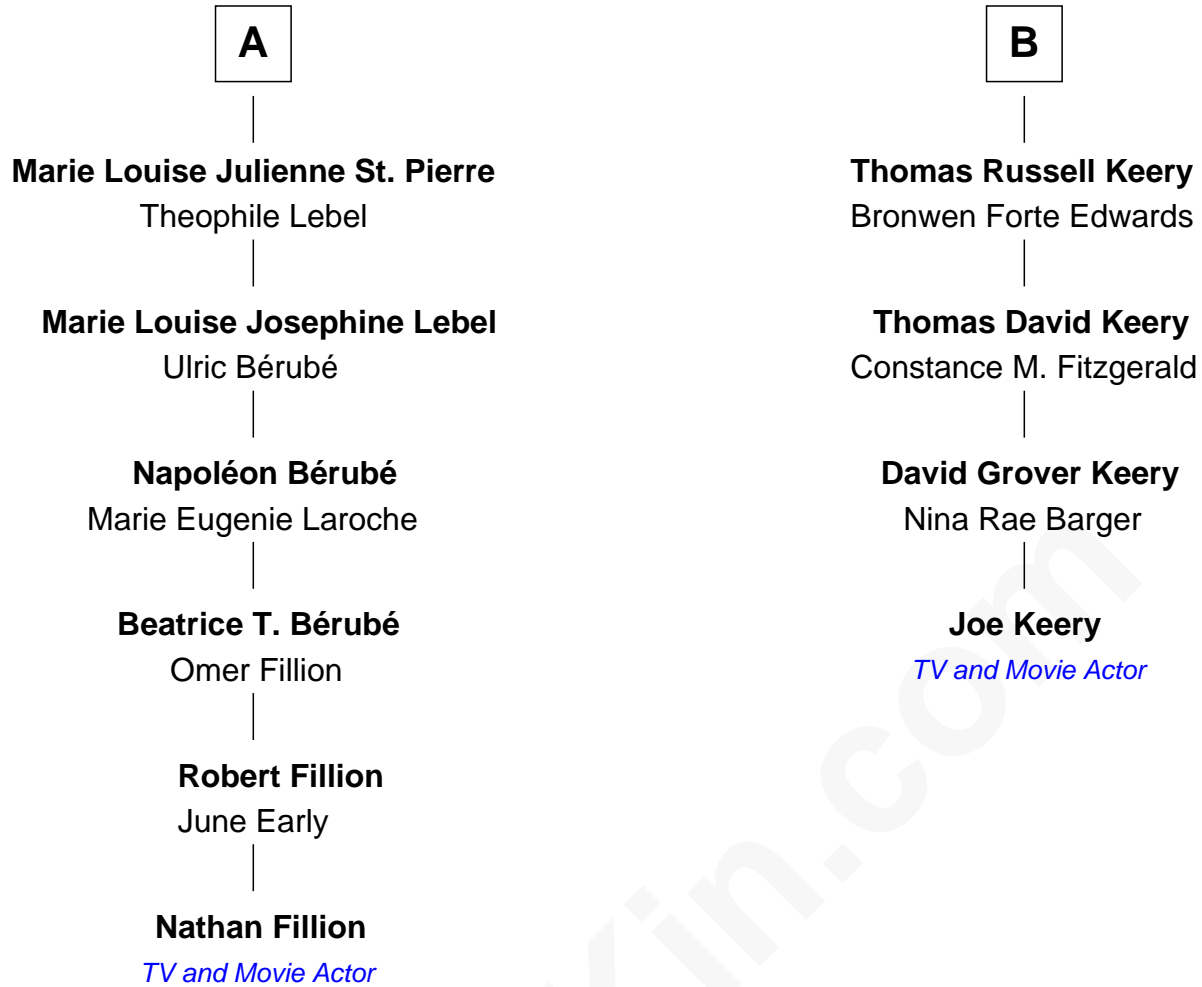 A
Marie Louise Julienne St. Pierre
Theophile Lebel
Marie Louise Josephine Lebel
Ulric Bérubé
Napoléon Bérubé
Marie Eugenie Laroche
Beatrice T. Bérubé
Omer Fillion
Robert Fillion
June Early
Nathan Fillion
TV and Movie Actor
B
Thomas Russell Keery
Bronwen Forte Edwards
Thomas David Keery
Constance M. Fitzgerald
David Grover Keery
Nina Rae Barger
Joe Keery
TV and Movie Actor
Kin.com